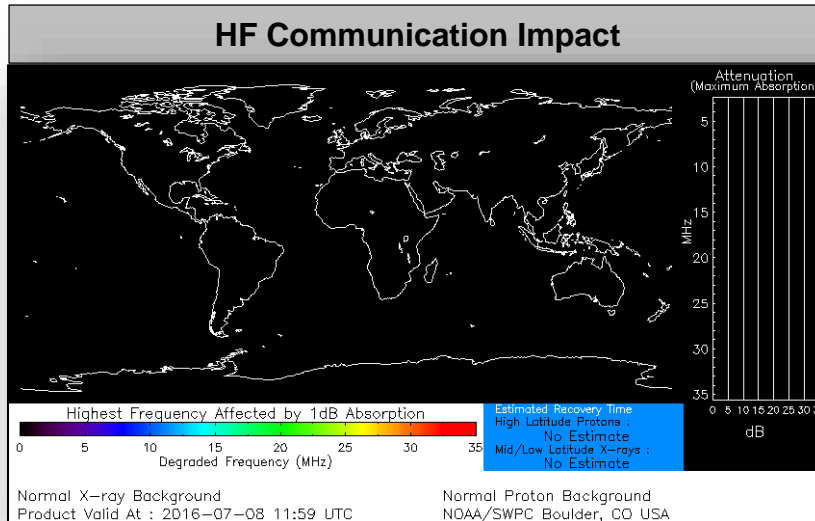 HF Communication Impact
Attenuation
(Maximum Absorption
5
10
15
20
25
30
35
MHz
0 5 10 15 20 25 30
dB
Highest Frequency Affected by 1dB Absorption
0 5 10 15 20 25 30 35
Degraded Frequency (MHz)
Estimated Recovery Time
High Latitude Protons :
No Estimate
Mid/Low Latitude X-rays :
No Estimate
Normal X-ray Background
Product Valid At : 2016-07-08 11:59 UTC
Normal Proton Background
NOAA/SWPC Boulder, CO USA